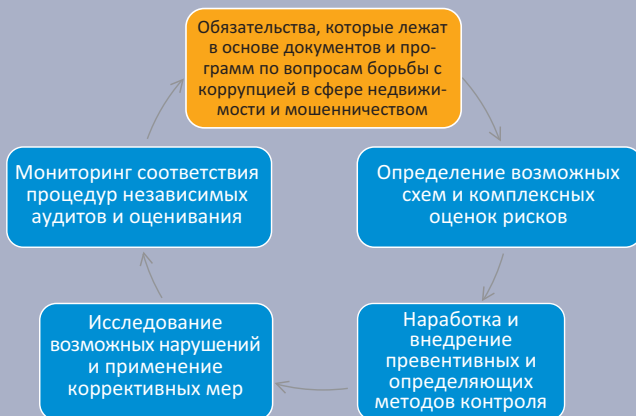 Обязательства, которые лежат
в основе документов и про-
грамм по вопросам борьбы с
коррупцией в сфере недвижи-
мости и мошенничеством
Определение возможных
схем и комплексных
оценок рисков
Наработка и
внедрение
превентивных и
определяющих
методов контроля
Исследование
возможных нарушений
и применение
коррективных мер
Мониторинг соответствия
процедур независимых
аудитов и оценивания